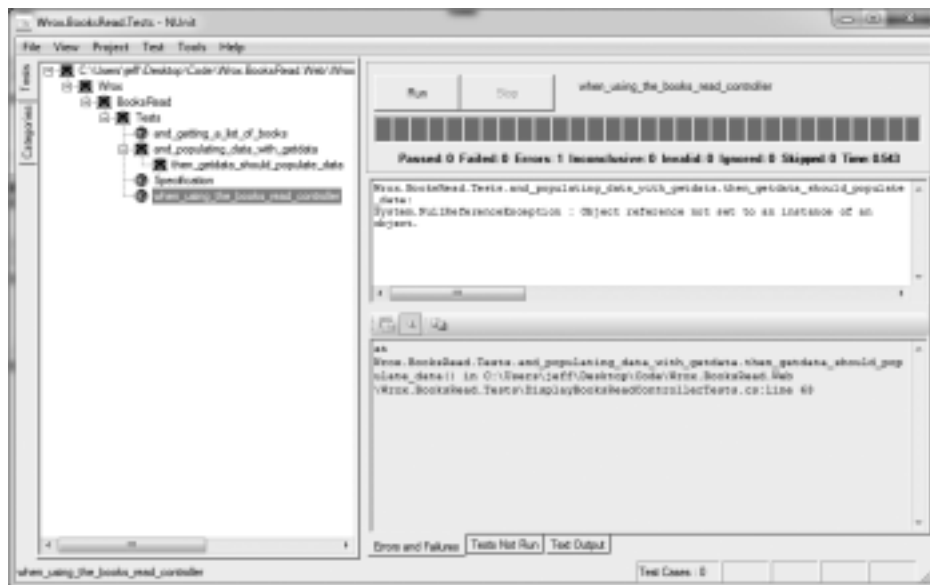 Wrox.BooksRead.Tests - NUnit
File View Project Test Tools Help
Tests
Categories
C:\Users\jeff\Desktop\Code\Wrox.BooksRead.Web\Wrox
Wrox
BooksRead
Tests
and_getting_a_list_of_books
and_populating_data_with_getdata
then_getdata_should_populate_data
Specification
when_using_the_books_read_controller
Run Stop when_using_the_books_read_controller
Passed: 0 Failed: 0 Errors: 1 Inconclusive: 0 Invalid: 0 Ignored: 0 Skipped: 0 Time: 0.543
Wrox.BooksRead.Tests.and_populating_data_with_getdata.then_getdata_should_populate
_data:
System.NullReferenceException : Object reference not set to an instance of an
object.
at
Wrox.BooksRead.Tests.and_populating_data_with_getdata.then_getdata_should_pop
ulate_data() in C:\Users\jeff\Desktop\Code\Wrox.BooksRead.Web
\Wrox.BooksRead.Tests\DisplayBooksReadControllerTests.cs:line 60
Errors and Failures Tests Not Run Text Output
when_using_the_books_read_controller Test Cases : 0